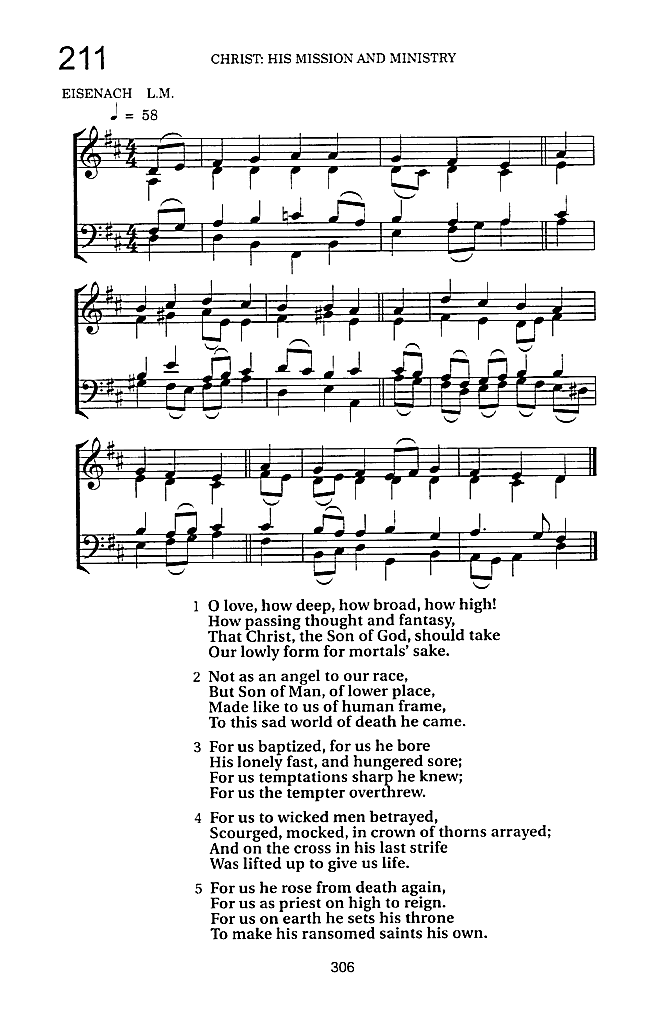 211
CHRIST: HIS MISSION AND MINISTRY
EISENACH L.M.
♩ = 58
1 O love, how deep, how broad, how high!
How passing thought and fantasy,
That Christ, the Son of God, should take
Our lowly form for mortals' sake.
2 Not as an angel to our race,
But Son of Man, of lower place,
Made like to us of human frame,
To this sad world of death he came.
3 For us baptized, for us he bore
His lonely fast, and hungered sore;
For us temptations sharp he knew;
For us the tempter overthrew.
4 For us to wicked men betrayed,
Scourged, mocked, in crown of thorns arrayed;
And on the cross in his last strife
Was lifted up to give us life.
5 For us he rose from death again,
For us as priest on high to reign.
For us on earth he sets his throne
To make his ransomed saints his own.
306